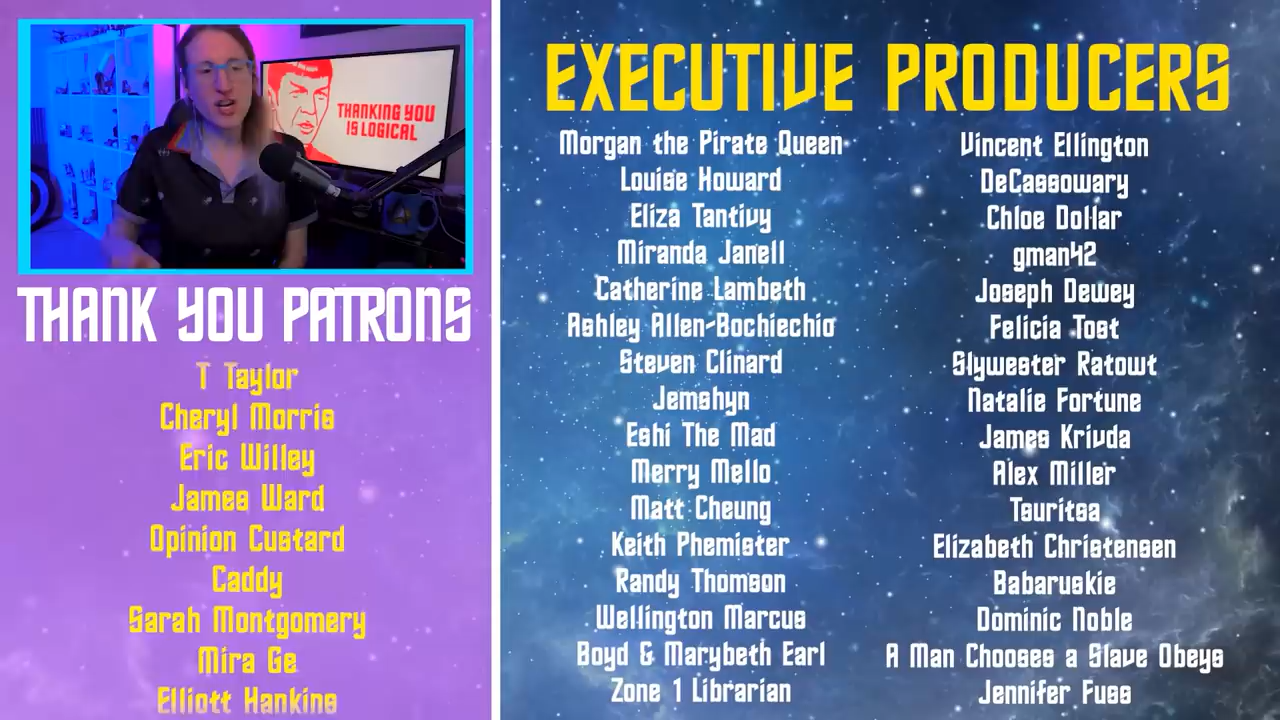 THANKING YOU
IS LOGICAL
THANK YOU PATRONS
T Taylor
Cheryl Morris
Eric Willey
James Ward
Opinion Custard
Caddy
Sarah Montgomery
Mira Ge
Elliott Hankins
EXECUTIVE PRODUCERS
Morgan the Pirate Queen
Louise Howard
Eliza Tantivy
Miranda Janell
Catherine Lambeth
Ashley Allen-Bochiechio
Steven Clinard
Jemshyn
Eshi The Mad
Merry Mello
Matt Cheung
Keith Phemister
Randy Thomson
Wellington Marcus
Boyd & Marybeth Earl
Zone 1 Librarian
Vincent Ellington
DeCassowary
Chloe Dollar
gman42
Joseph Dewey
Felicia Tost
Slywester Ratowt
Natalie Fortune
James Krivda
Alex Miller
Tsuritsa
Elizabeth Christensen
Babaruskie
Dominic Noble
A Man Chooses a Slave Obeys
Jennifer Fuss